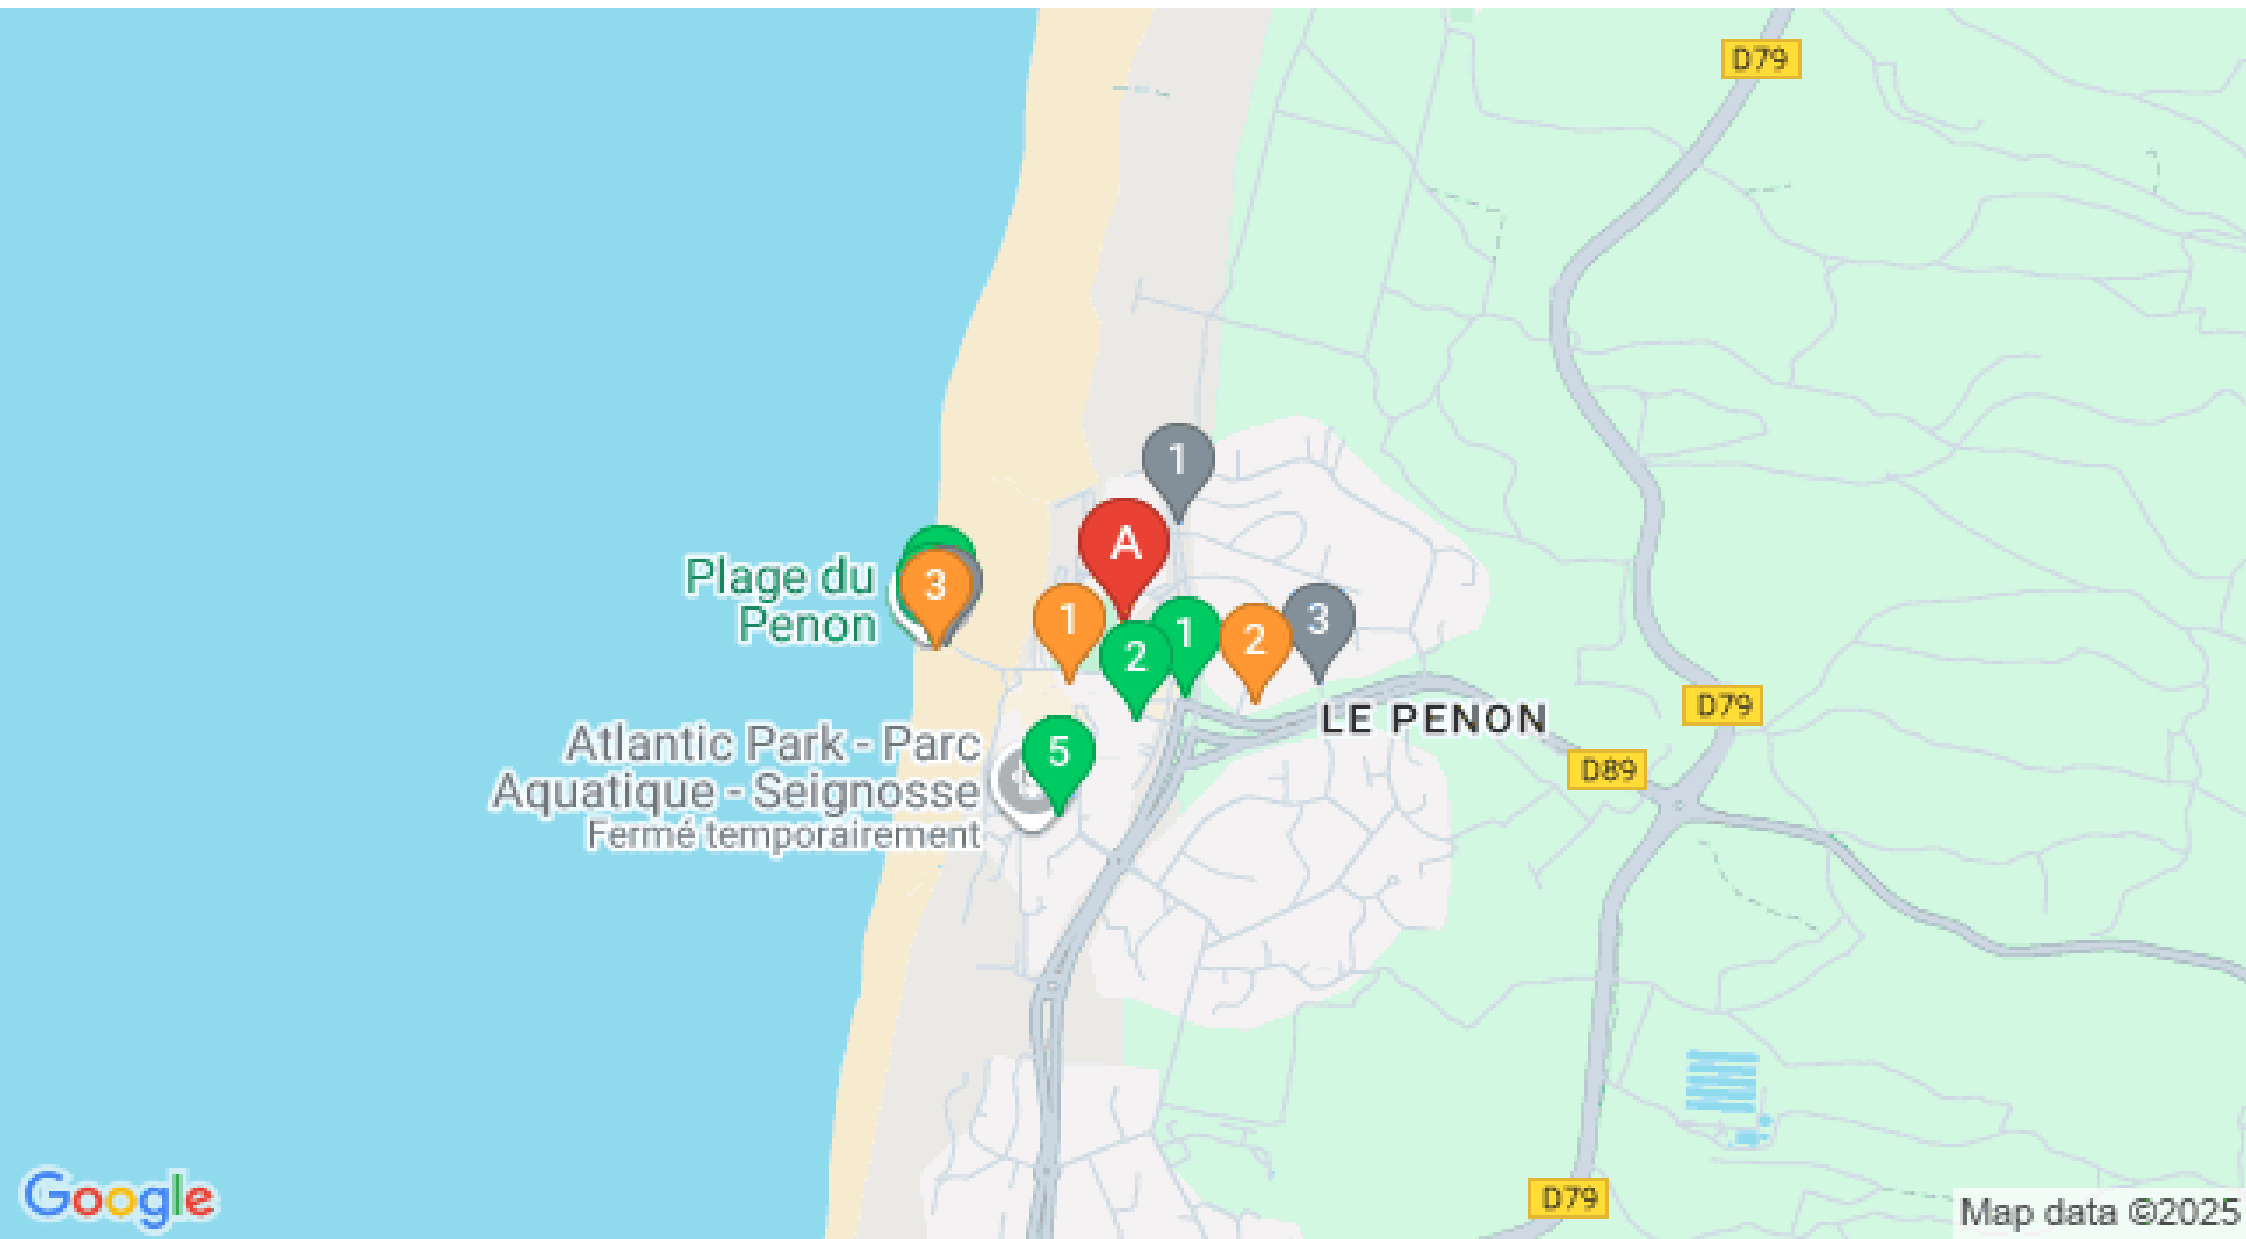 D79
1
A
Plage du
Penon
3
1
2
1
2
3
LE PENON
D79
Atlantic Park - Parc
Aquatique - Seignosse
Fermé temporairement
5
D89
D79
Google
Map data ©2025